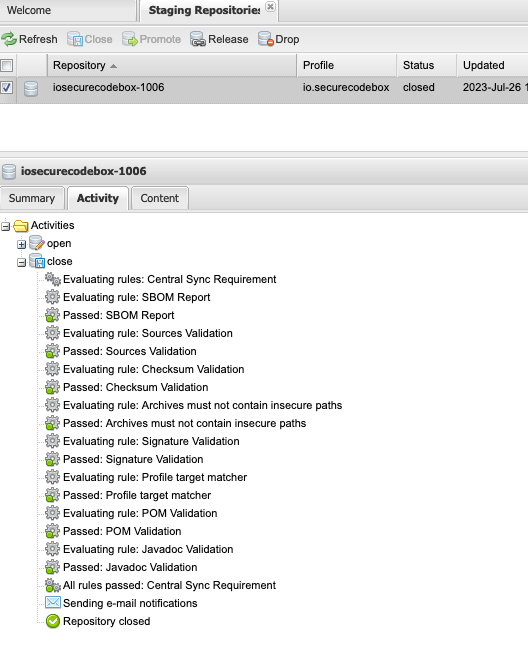 Welcome Staging Repositories
Refresh Close Promote Release Drop
Repository Profile Status Updated
iosecurecodebox-1006 io.securecodebox closed 2023-Jul-26
iosecurecodebox-1006
Summary Activity Content
Activities
open
close
Evaluating rules: Central Sync Requirement
Evaluating rule: SBOM Report
Passed: SBOM Report
Evaluating rule: Sources Validation
Passed: Sources Validation
Evaluating rule: Checksum Validation
Passed: Checksum Validation
Evaluating rule: Archives must not contain insecure paths
Passed: Archives must not contain insecure paths
Evaluating rule: Signature Validation
Passed: Signature Validation
Evaluating rule: Profile target matcher
Passed: Profile target matcher
Evaluating rule: POM Validation
Passed: POM Validation
Evaluating rule: Javadoc Validation
Passed: Javadoc Validation
All rules passed: Central Sync Requirement
Sending e-mail notifications
Repository closed